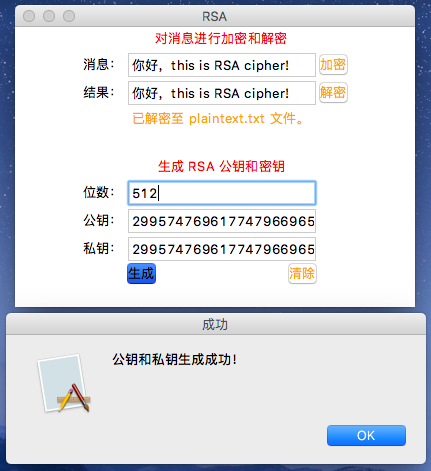 RSA
对消息进行加密和解密
消息： 你好，this is RSA cipher! 加密
结果： 你好，this is RSA cipher! 解密
已解密至 plaintext.txt 文件。
生成 RSA 公钥和密钥
位数： 512
公钥： 299574769617747966965
私钥： 299574769617747966965
生成 清除
成功
公钥和私钥生成成功！
OK